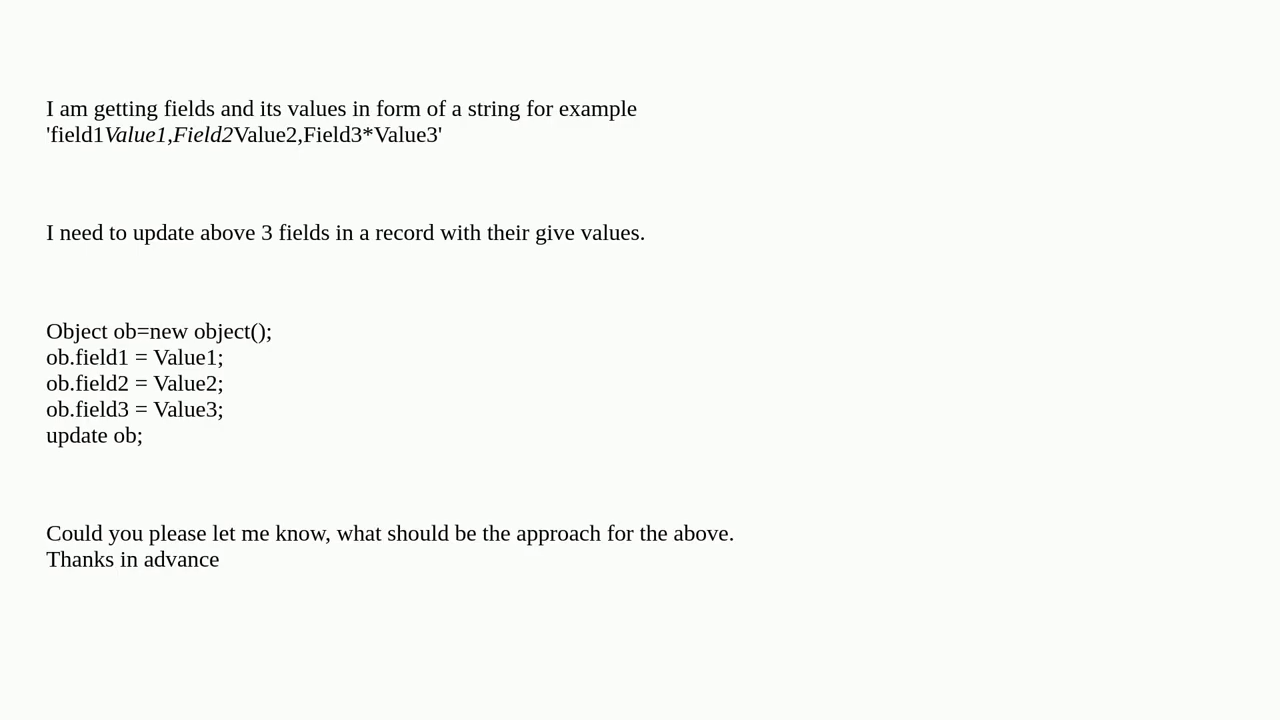 I am getting fields and its values in form of a string for example
'field1Value1,Field2Value2,Field3*Value3'
I need to update above 3 fields in a record with their give values.
Object ob=new object();
ob.field1 = Value1;
ob.field2 = Value2;
ob.field3 = Value3;
update ob;
Could you please let me know, what should be the approach for the above.
Thanks in advance